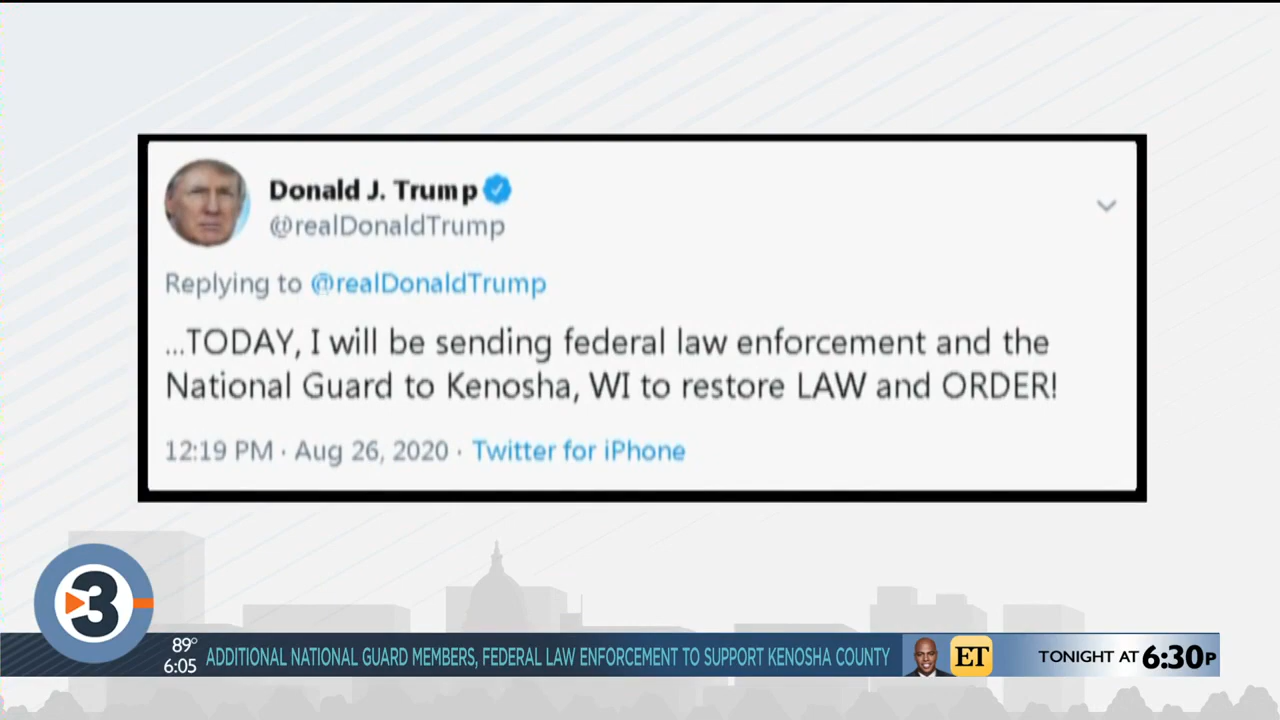 Donald J. Trump
@realDonaldTrump
Replying to @realDonaldTrump
...TODAY, I will be sending federal law enforcement and the
National Guard to Kenosha, WI to restore LAW and ORDER!
12:19 PM · Aug 26, 2020 · Twitter for iPhone
3
89°
6:05
ADDITIONAL NATIONAL GUARD MEMBERS, FEDERAL LAW ENFORCEMENT TO SUPPORT KENOSHA COUNTY
ET
TONIGHT AT 6:30P